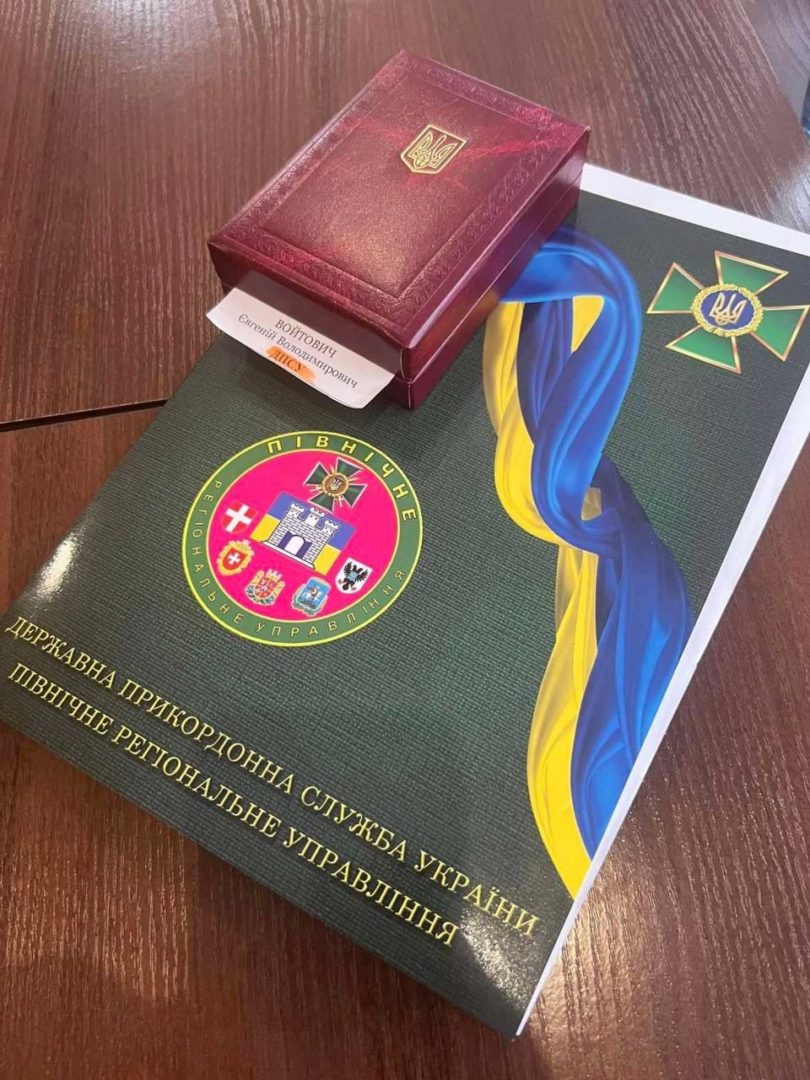 ВОЙТОВИЧ
Євгеній Володимирович
ДПСУ
ПІВНІЧНЕ
РЕГІОНАЛЬНЕ УПРАВЛІННЯ
ДЕРЖАВНА ПРИКОРДОННА СЛУЖБА УКРАЇНИ
ПІВНІЧНЕ РЕГІОНАЛЬНЕ УПРАВЛІННЯ